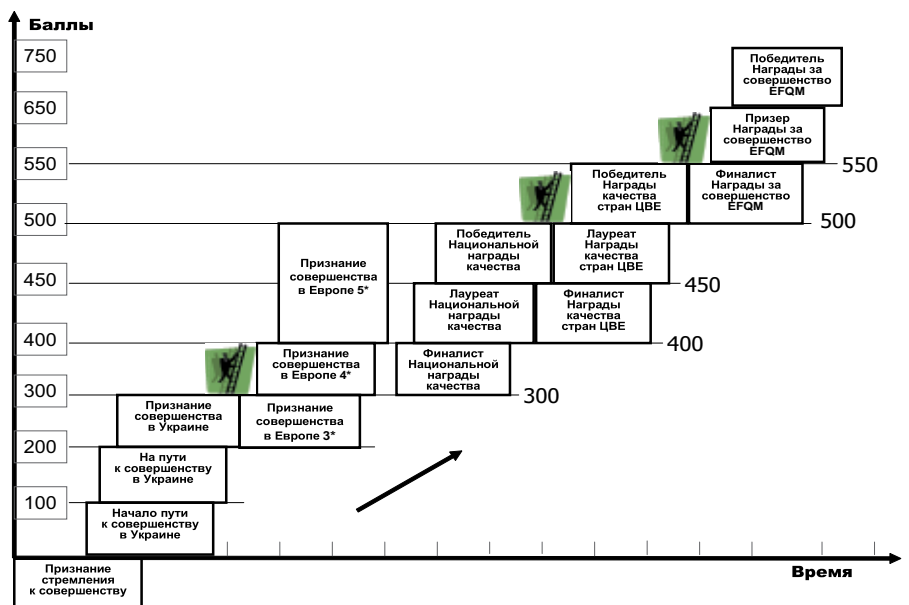 Баллы
750
650
550
500
450
400
300
200
100
Победитель
Награды за
совершенство
EFQM
Призер
Награды за
совершенство
EFQM
550
Победитель
Награды
качества
стран ЦВЕ
Финалист
Награды за
совершенство
EFQM
500
Признание
совершенства
в Европе 5*
Победитель
Национальной
награды
качества
Лауреат
Награды
качества
стран ЦВЕ
450
Лауреат
Национальной
награды
качества
Финалист
Награды
качества
стран ЦВЕ
400
Признание
совершенства
в Европе 4*
Финалист
Национальной
награды
качества
300
Признание
совершенства
в Украине
Признание
совершенства
в Европе 3*
На пути
к совершенству
в Украине
Начало пути
к совершенству
в Украине
Признание
стремления
к совершенству
Время